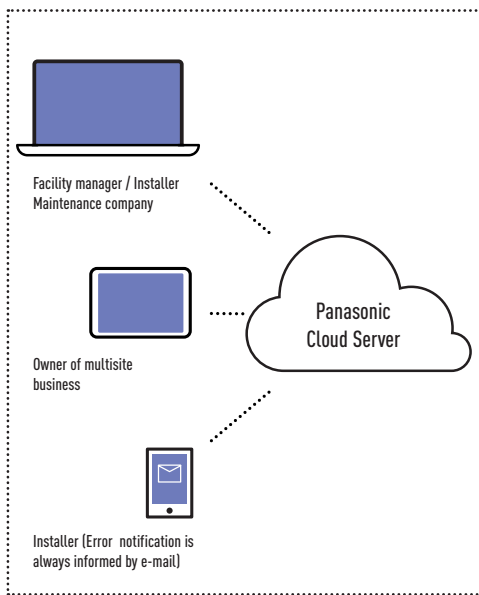 Facility manager / Installer
Maintenance company
Panasonic
Cloud Server
Owner of multisite
business
Installer (Error notification is
always informed by e-mail)